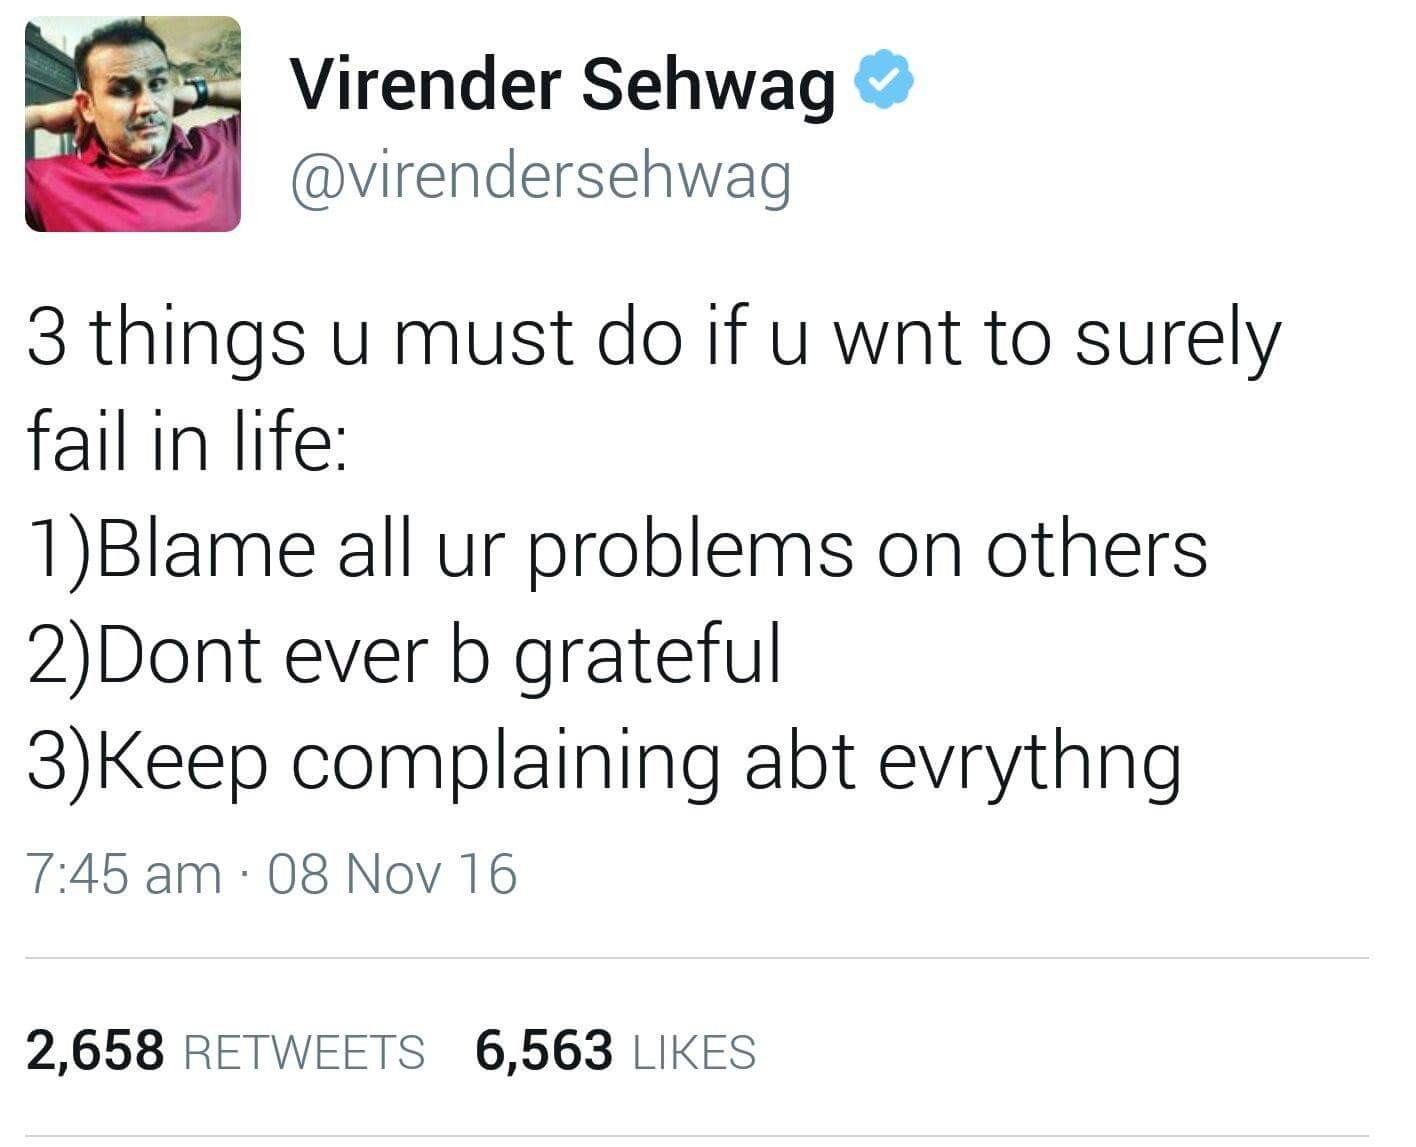 Virender Sehwag
@virendersehwag
3 things u must do if u wnt to surely
fail in life:
1)Blame all ur problems on others
2)Dont ever b grateful
3)Keep complaining abt evrythng
7:45 am · 08 Nov 16
2,658 RETWEETS 6,563 LIKES